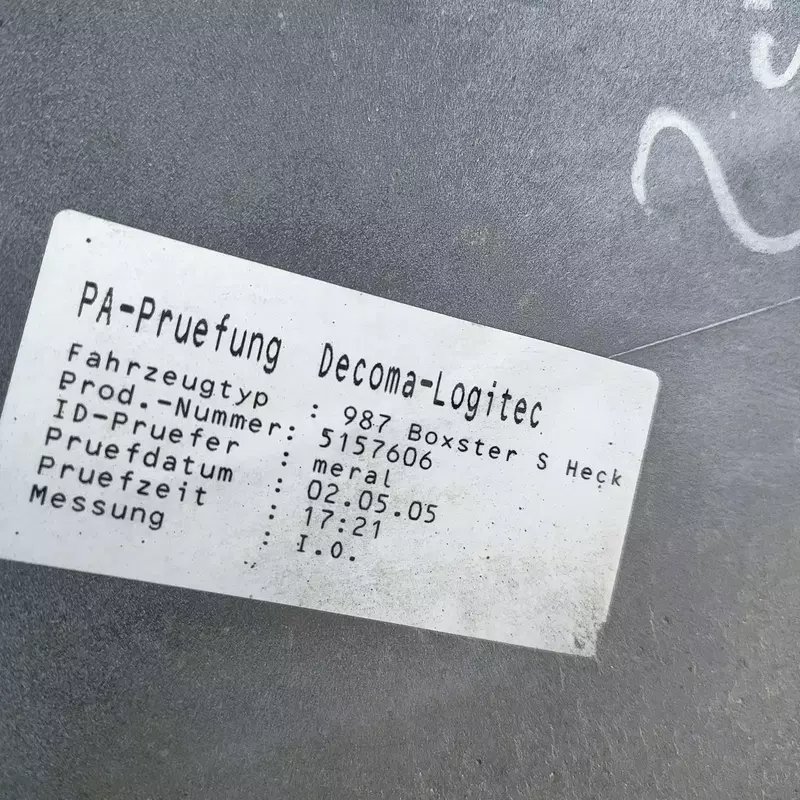 PA-Pruefung Decoma-Logitec
Fahrzeugtyp : 987 Boxster S Heck
Prod.-Nummer: 5157606
ID-Pruefer : meral
Pruefdatum : 02.05.05
Pruefzeit : 17:21
Messung : I.O.